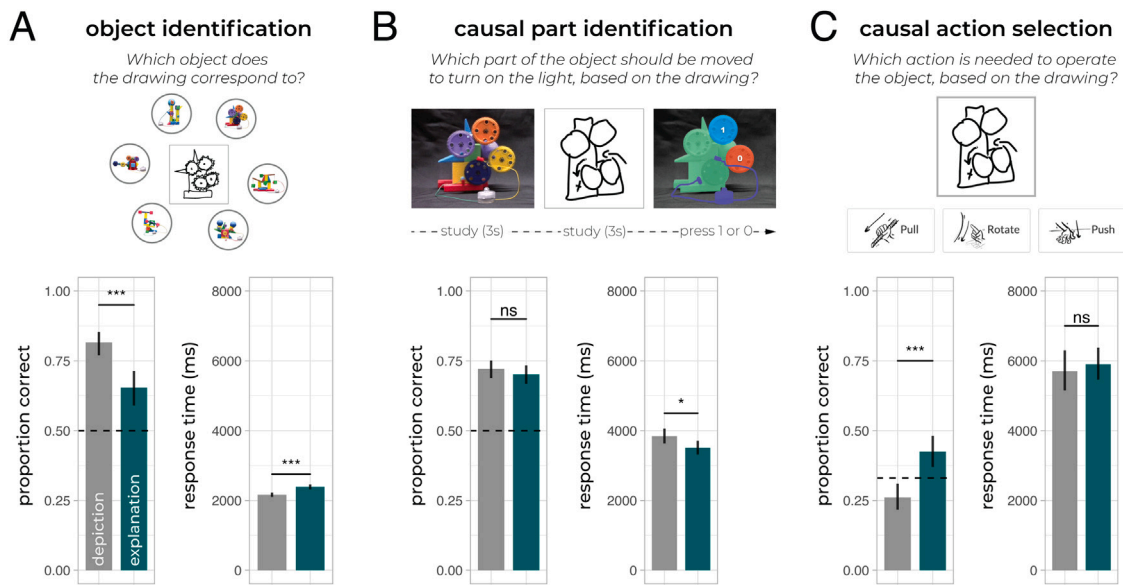 A
object identification
Which object does
the drawing correspond to?
proportion correct
1.00
0.75
0.50
0.25
0.00
***
depiction
explanation
response time (ms)
8000
6000
4000
2000
0
***
B
causal part identification
Which part of the object should be moved
to turn on the light, based on the drawing?
1
0
study (3s)
study (3s)
press 1 or 0
proportion correct
1.00
0.75
0.50
0.25
0.00
ns
response time (ms)
8000
6000
4000
2000
0
*
C
causal action selection
Which action is needed to operate
the object, based on the drawing?
Pull
Rotate
Push
proportion correct
1.00
0.75
0.50
0.25
0.00
***
response time (ms)
8000
6000
4000
2000
0
ns